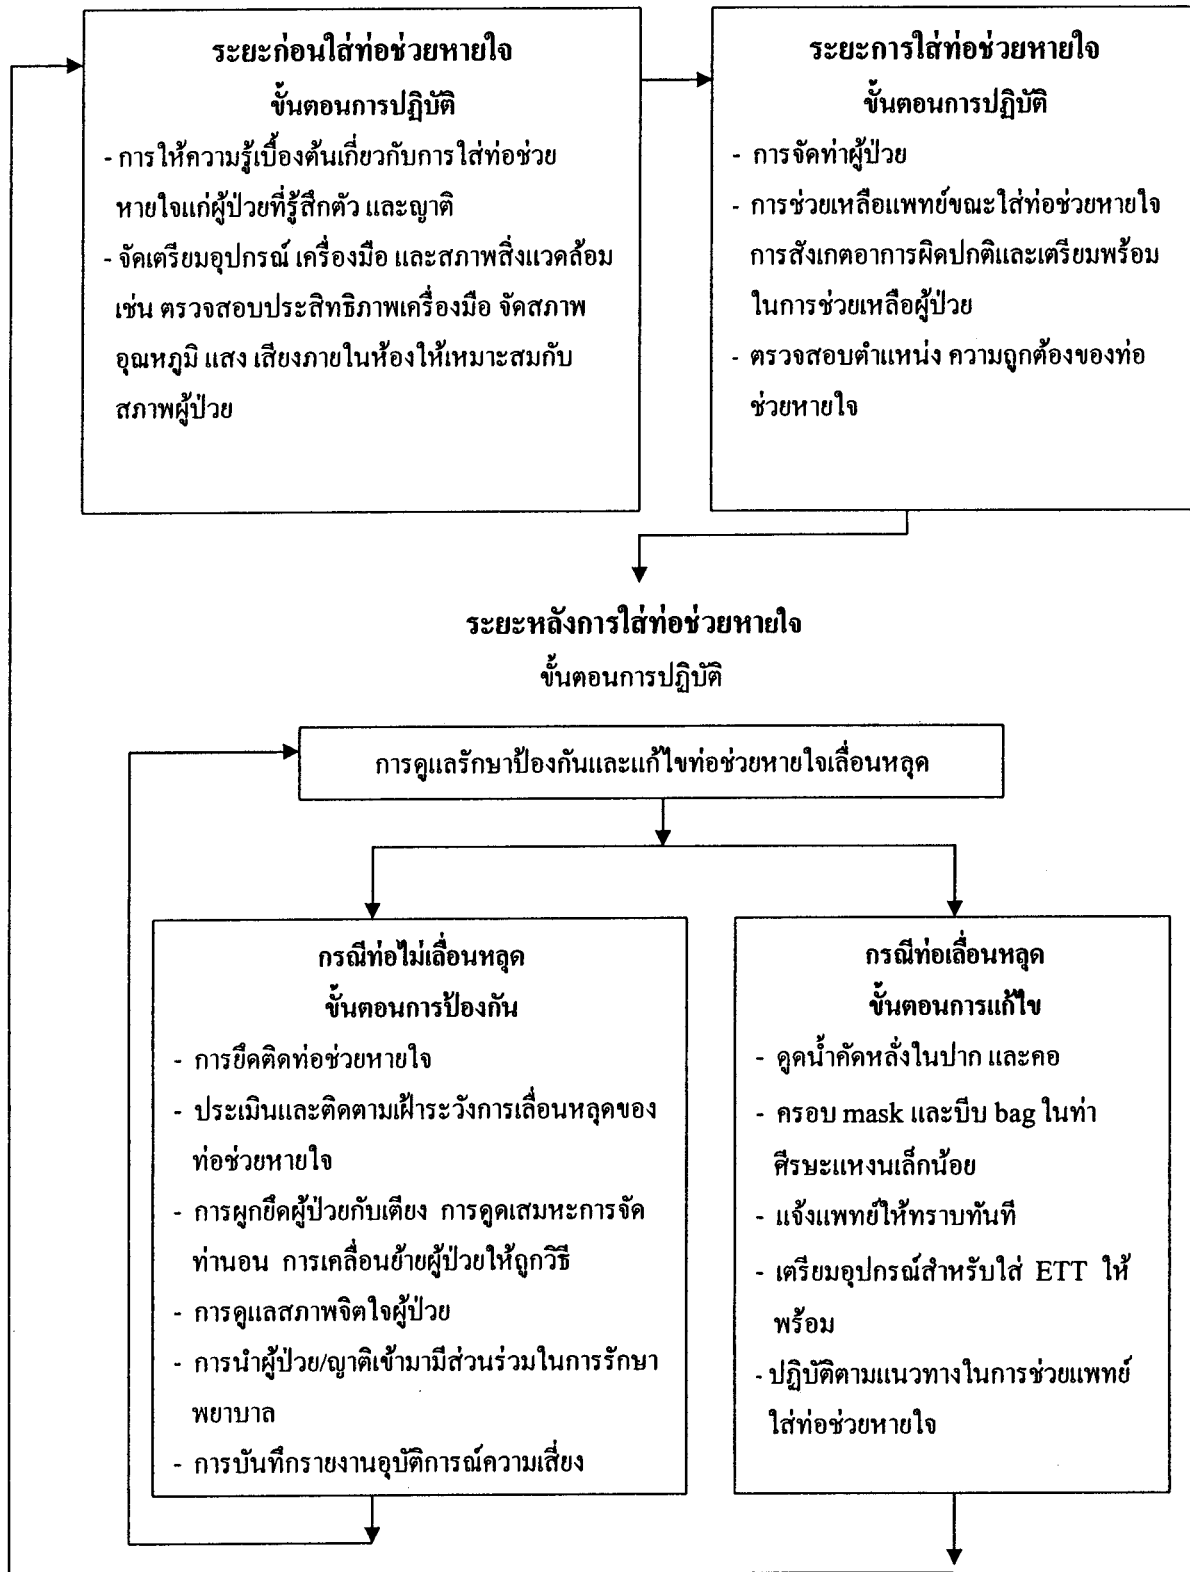 ระยะก่อนใส่ท่อช่วยหายใจ
ขั้นตอนการปฏิบัติ
- การให้ความรู้เบื้องต้นเกี่ยวกับการใส่ท่อช่วย
หายใจแก่ผู้ป่วยที่รู้สึกตัว และญาติ
- จัดเตรียมอุปกรณ์ เครื่องมือ และสภาพสิ่งแวดล้อม
เช่น ตรวจสอบประสิทธิภาพเครื่องมือ จัดสภาพ
อุณหภูมิ แสง เสียงภายในห้องให้เหมาะสมกับ
สภาพผู้ป่วย
ระยะการใส่ท่อช่วยหายใจ
ขั้นตอนการปฏิบัติ
- การจัดท่าผู้ป่วย
- การช่วยเหลือแพทย์ขณะใส่ท่อช่วยหายใจ
การสังเกตอาการผิดปกติและเตรียมพร้อม
ในการช่วยเหลือผู้ป่วย
- ตรวจสอบตำแหน่ง ความถูกต้องของท่อ
ช่วยหายใจ
ระยะหลังการใส่ท่อช่วยหายใจ
ขั้นตอนการปฏิบัติ
การดูแลรักษาป้องกันและแก้ไขท่อช่วยหายใจเลื่อนหลุด
กรณีท่อไม่เลื่อนหลุด
ขั้นตอนการป้องกัน
- การยึดติดท่อช่วยหายใจ
- ประเมินและติดตามเฝ้าระวังการเลื่อนหลุดของ
ท่อช่วยหายใจ
- การผูกยึดผู้ป่วยกับเตียง การดูดเสมหะการจัด
ท่านอน การเคลื่อนย้ายผู้ป่วยให้ถูกวิธี
- การดูแลสภาพจิตใจผู้ป่วย
- การนำผู้ป่วย/ญาติเข้ามามีส่วนร่วมในการรักษา
พยาบาล
- การบันทึกรายงานอุบัติการณ์ความเสี่ยง
กรณีท่อเลื่อนหลุด
ขั้นตอนการแก้ไข
- ดูดน้ำคัดหลั่งในปาก และคอ
- ครอบ mask และบีบ bag ในท่า
ศีรษะแหงนเล็กน้อย
- แจ้งแพทย์ให้ทราบทันที
- เตรียมอุปกรณ์สำหรับใส่ ETT ให้
พร้อม
- ปฏิบัติตามแนวทางในการช่วยแพทย์
ใส่ท่อช่วยหายใจ